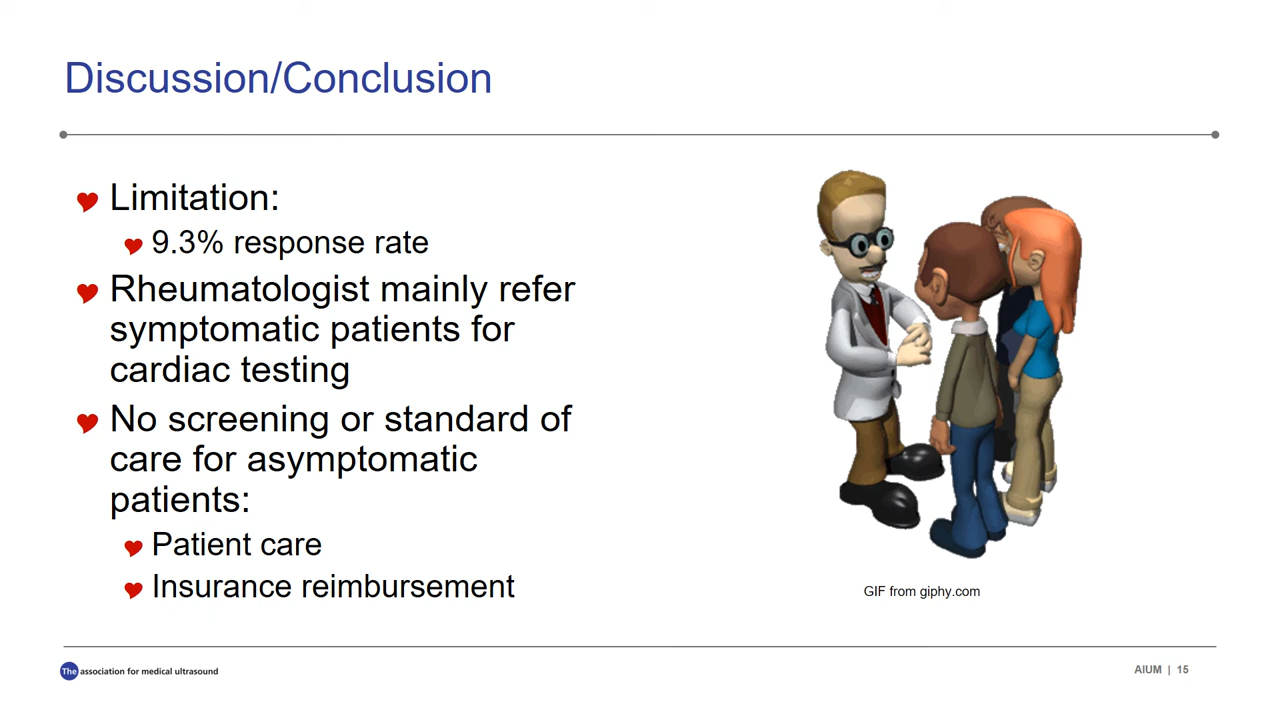 Discussion/Conclusion
Limitation:
9.3% response rate
Rheumatologist mainly refer
symptomatic patients for
cardiac testing
No screening or standard of
care for asymptomatic
patients:
Patient care
Insurance reimbursement
GIF from giphy.com
The association for medical ultrasound
AIUM | 15